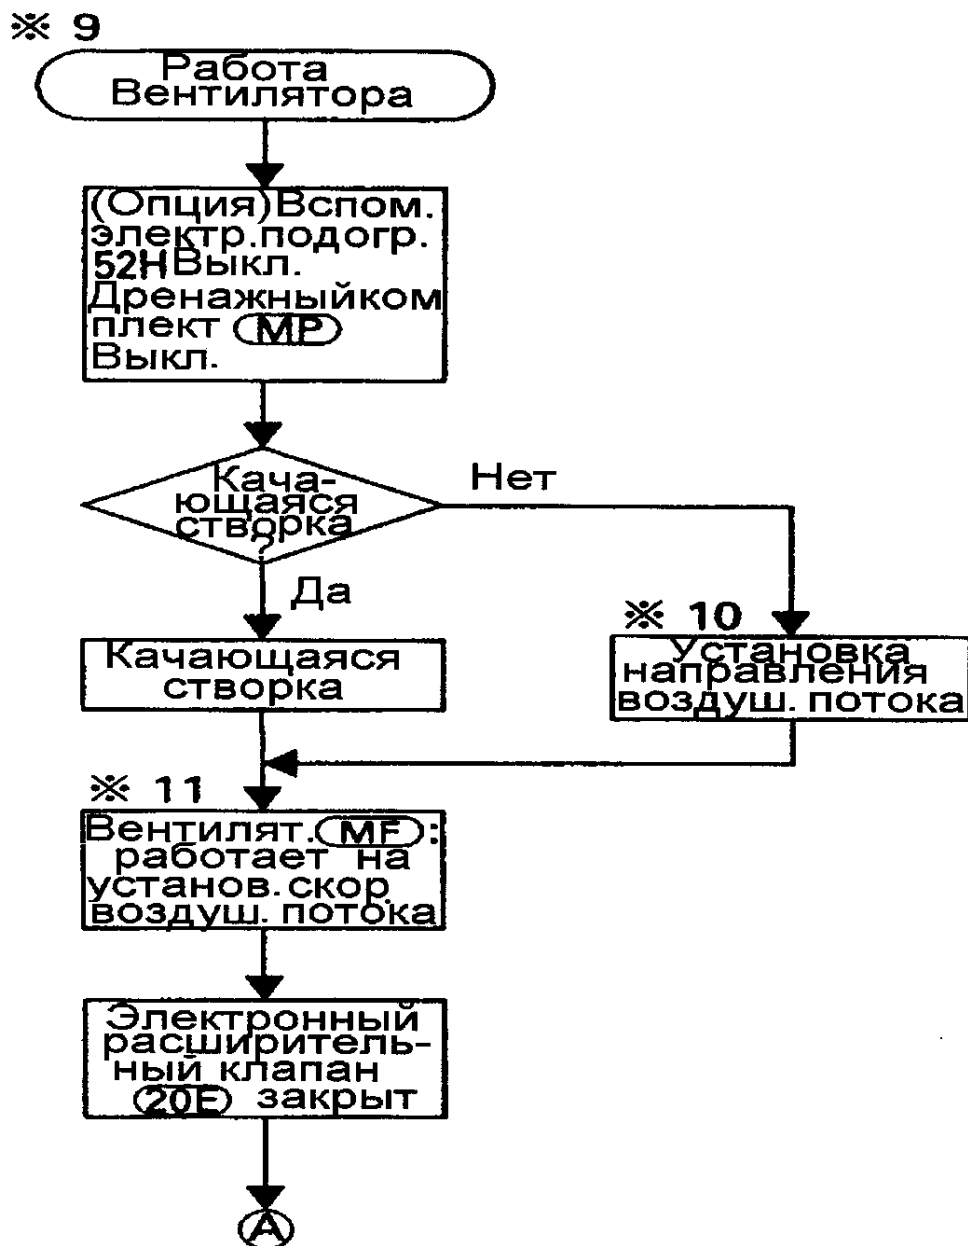 ※ 9
Работа
Вентилятора
(Опция)Вспом.
электр.подогр.
52HВыкл.
Дренажныйком
плект MP
Выкл.
Кача-
ющаяся
створка
?
Нет
Да
Качающаяся
створка
※ 10
Установка
направления
воздуш. потока
※ 11
Вентилят. MF :
работает на
установ.скор.
воздуш. потока
Электронный
расширитель-
ный клапан
20E закрыт
A